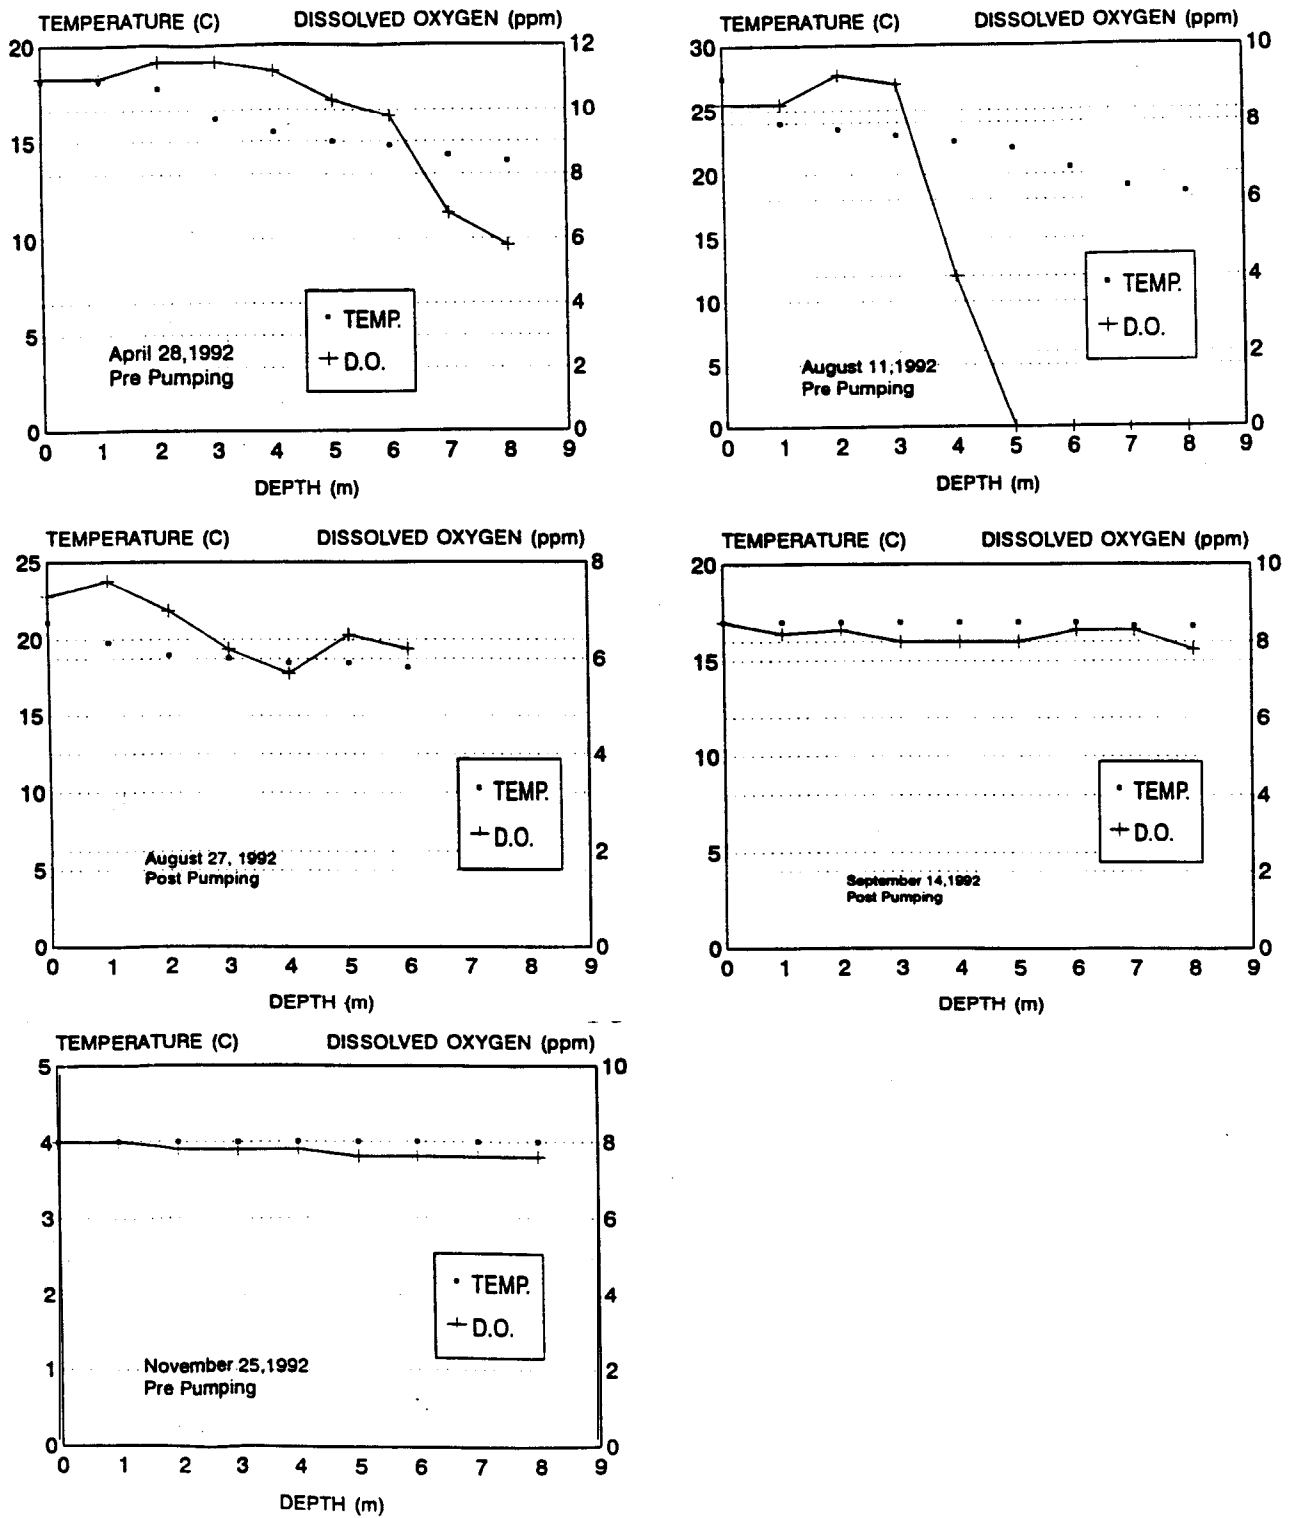 TEMPERATURE (C) DISSOLVED OXYGEN (ppm)
20 12
10
15
8
10 6
TEMP.
4
5
April 28,1992
D.O.
2
Pre Pumping
0 0
0 1 2 3 4 5 6 7 8 9
DEPTH (m)
TEMPERATURE (C) DISSOLVED OXYGEN (ppm)
30 10
25
8
20
6
15
TEMP.
4
10
D.O.
5
August 11,1992
2
Pre Pumping
0 0
0 1 2 3 4 5 6 7 8 9
DEPTH (m)
TEMPERATURE (C) DISSOLVED OXYGEN (ppm)
25 8
20
6
15
4
10
TEMP.
D.O.
August 27, 1992
2
5
Post Pumping
0 0
0 1 2 3 4 5 6 7 8 9
DEPTH (m)
TEMPERATURE (C) DISSOLVED OXYGEN (ppm)
20 10
8
15
6
10
TEMP.
4
D.O.
5
2
September 14,1992
Post Pumping
0 0
0 1 2 3 4 5 6 7 8 9
DEPTH (m)
TEMPERATURE (C) DISSOLVED OXYGEN (ppm)
5 10
4 8
3 6
TEMP.
2 4
D.O.
November 25,1992
1 2
Pre Pumping
0 0
0 1 2 3 4 5 6 7 8 9
DEPTH (m)